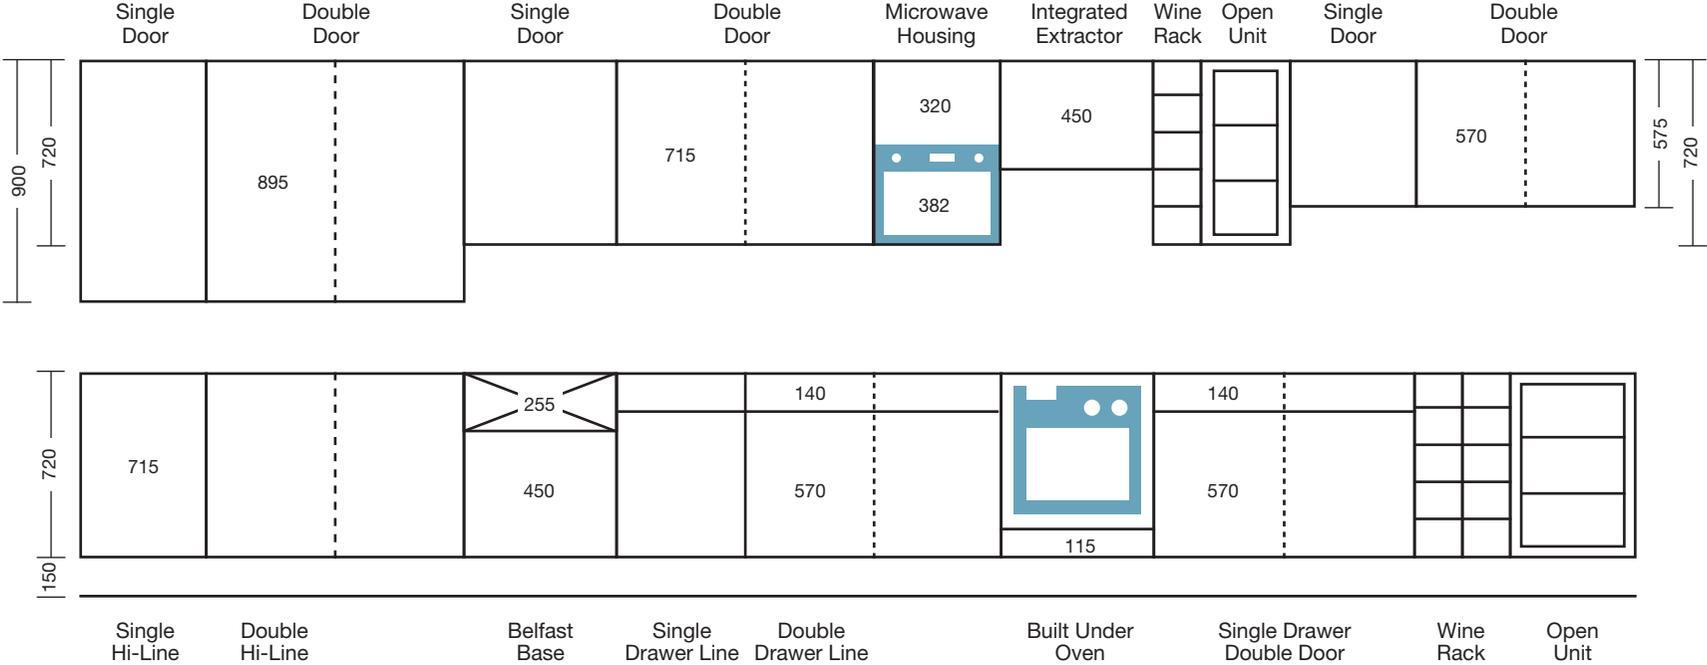 Single
Door
Double
Door
Single
Door
Double
Door
Microwave
Housing
Integrated
Extractor
Wine
Rack
Open
Unit
Single
Door
Double
Door
900
720
895
715
320
382
450
570
575
720
720
150
715
255
450
140
570
115
140
570
Single
Hi-Line
Double
Hi-Line
Belfast
Base
Single
Drawer Line
Double
Drawer Line
Built Under
Oven
Single Drawer
Double Door
Wine
Rack
Open
Unit